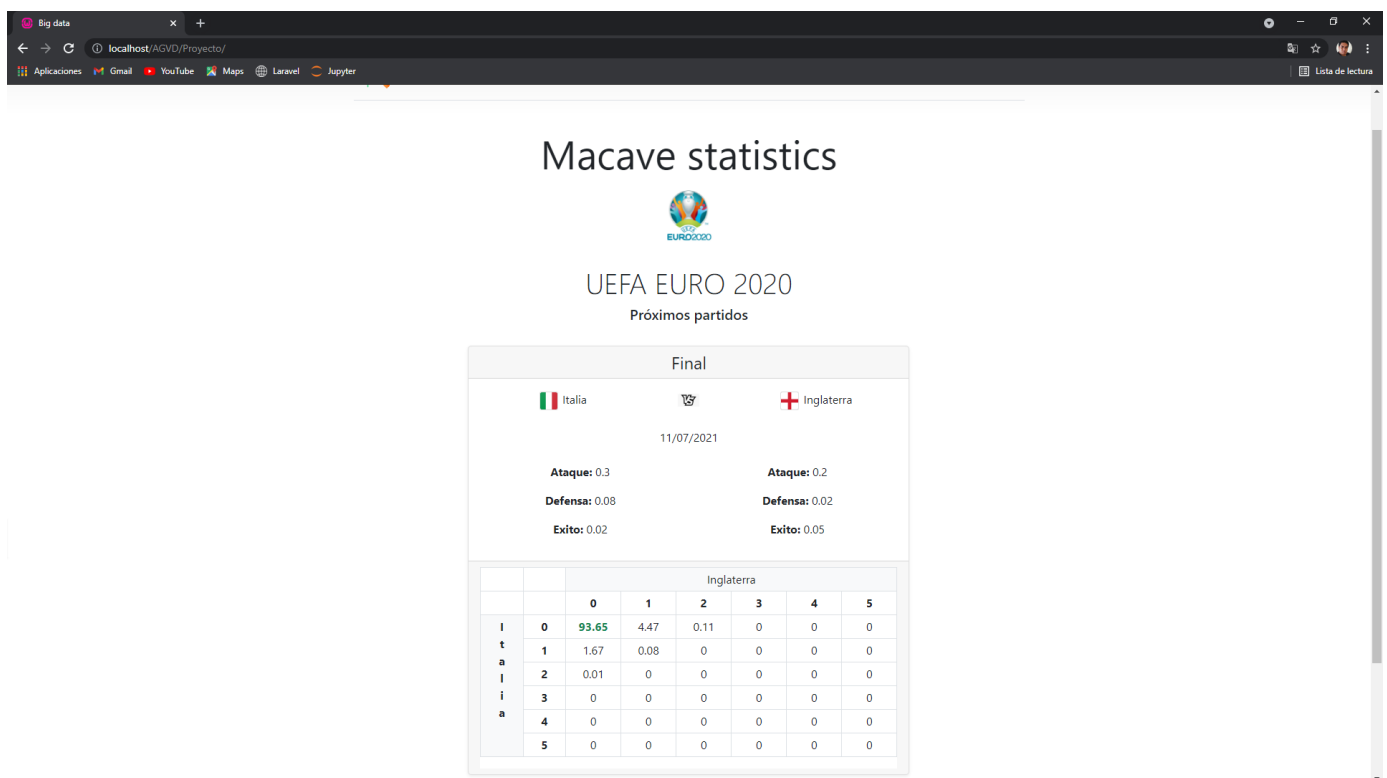 Big data
localhost/AGVD/Proyecto/
Aplicaciones Gmail YouTube Maps Laravel Jupyter Lista de lectura
Macave statistics
EURO2020
UEFA EURO 2020
Próximos partidos
Final
Italia VS Inglaterra
11/07/2021
Ataque: 0.3 Ataque: 0.2
Defensa: 0.08 Defensa: 0.02
Exito: 0.02 Exito: 0.05
Inglaterra
0 1 2 3 4 5
Italia
0 93.65 4.47 0.11 0 0 0
1 1.67 0.08 0 0 0 0
2 0.01 0 0 0 0 0
3 0 0 0 0 0 0
4 0 0 0 0 0 0
5 0 0 0 0 0 0